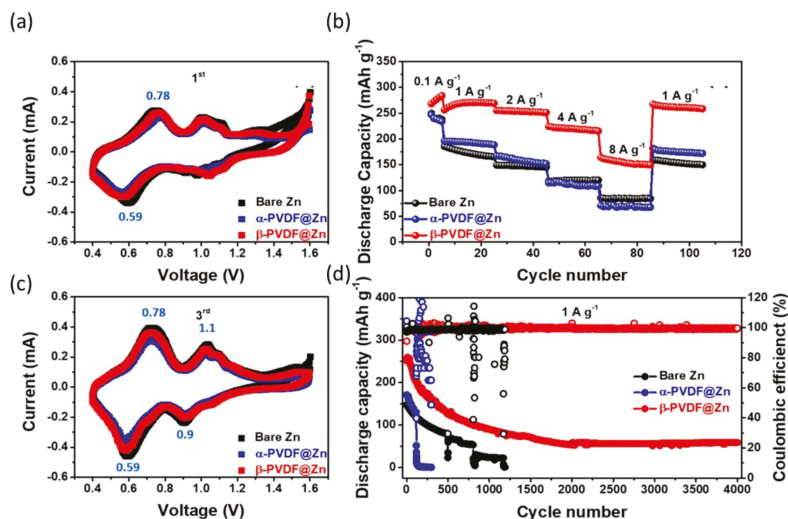 (a)
0.6
0.4
0.2
0.0
-0.2
-0.4
-0.6
Current (mA)
1st
0.78
0.59
Bare Zn
α-PVDF@Zn
β-PVDF@Zn
0.4 0.6 0.8 1.0 1.2 1.4 1.6
Voltage (V)
(b)
350
300
250
200
150
100
50
0
Discharge Capacity (mAh g-1)
0.1 A g-1
1 A g-1
2 A g-1
4 A g-1
8 A g-1
1 A g-1
Bare Zn
α-PVDF@Zn
β-PVDF@Zn
0 20 40 60 80 100 120
Cycle number
(c)
0.6
0.4
0.2
0.0
-0.2
-0.4
-0.6
Current (mA)
3rd
0.78
1.1
0.59
0.9
Bare Zn
α-PVDF@Zn
β-PVDF@Zn
0.4 0.6 0.8 1.0 1.2 1.4 1.6
Voltage (V)
(d)
400
300
200
100
0
Discharge capacity (mAh g-1)
1 A g-1
Bare Zn
α-PVDF@Zn
β-PVDF@Zn
120
100
80
60
40
20
0
Coulombic efficienct (%)
0 500 1000 1500 2000 2500 3000 3500 4000
Cycle number